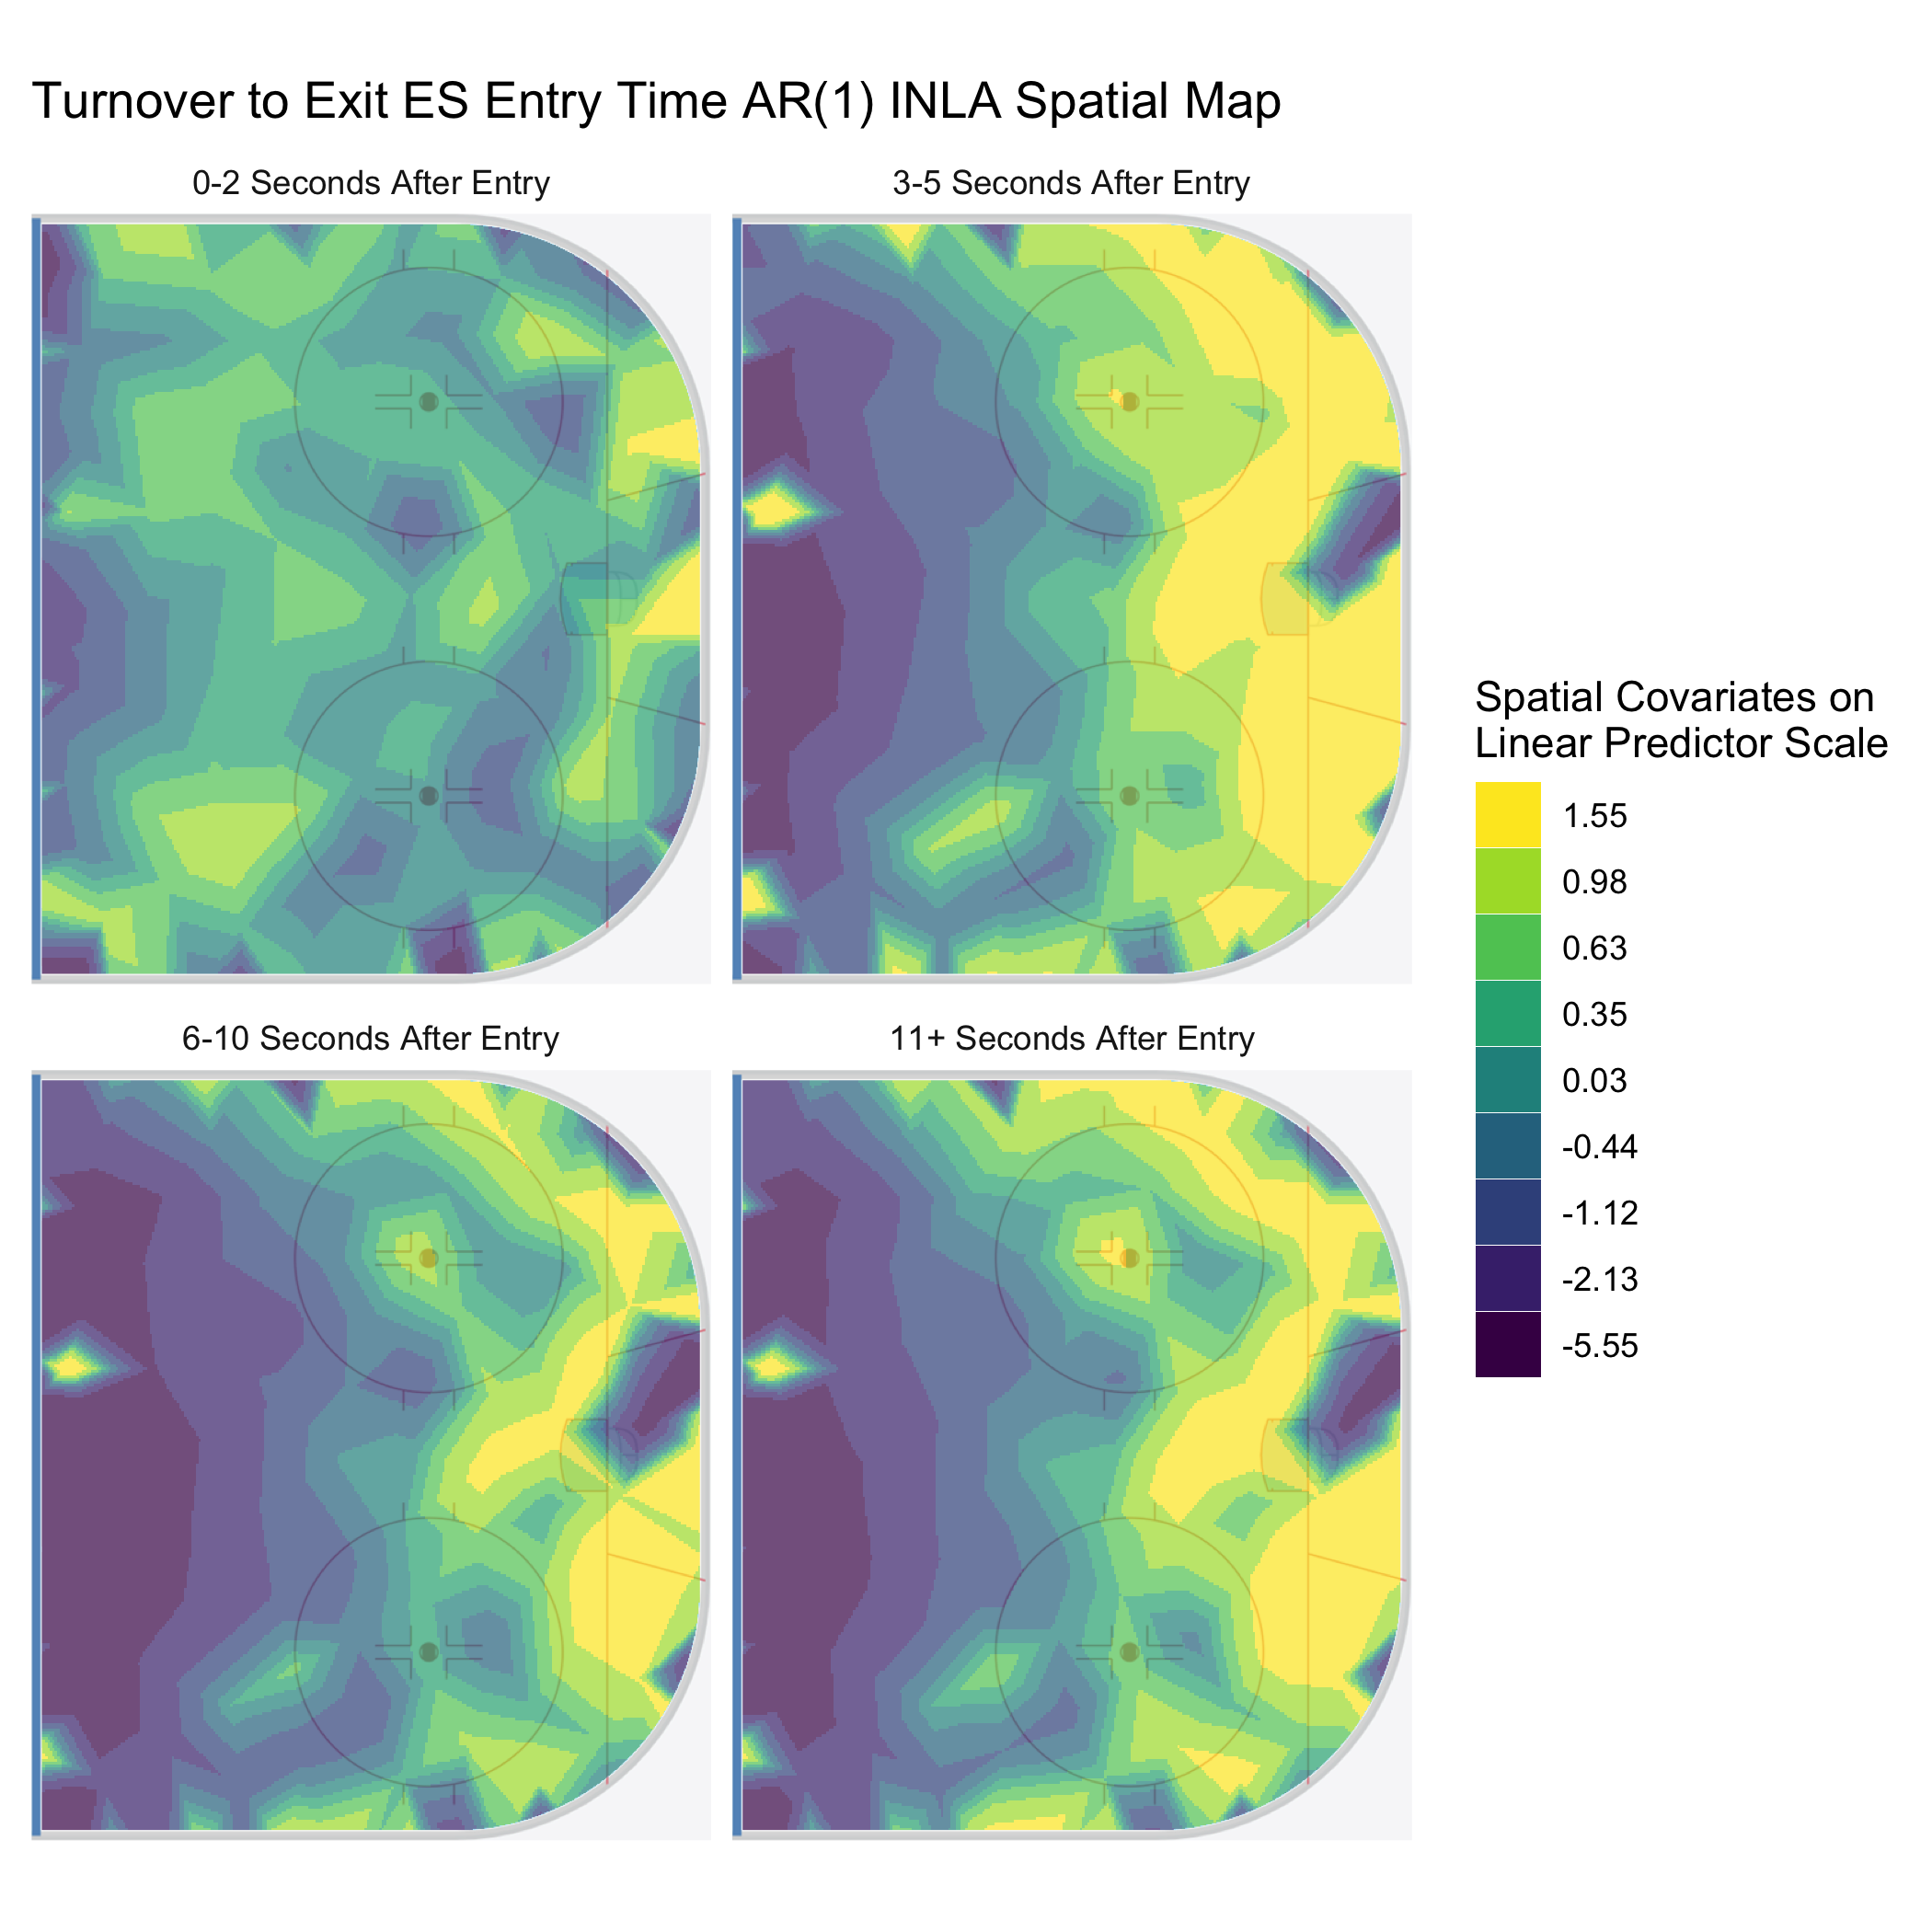 Turnover to Exit ES Entry Time AR(1) INLA Spatial Map
0-2 Seconds After Entry
3-5 Seconds After Entry
6-10 Seconds After Entry
11+ Seconds After Entry
Spatial Covariates on
Linear Predictor Scale
1.55
0.98
0.63
0.35
0.03
-0.44
-1.12
-2.13
-5.55